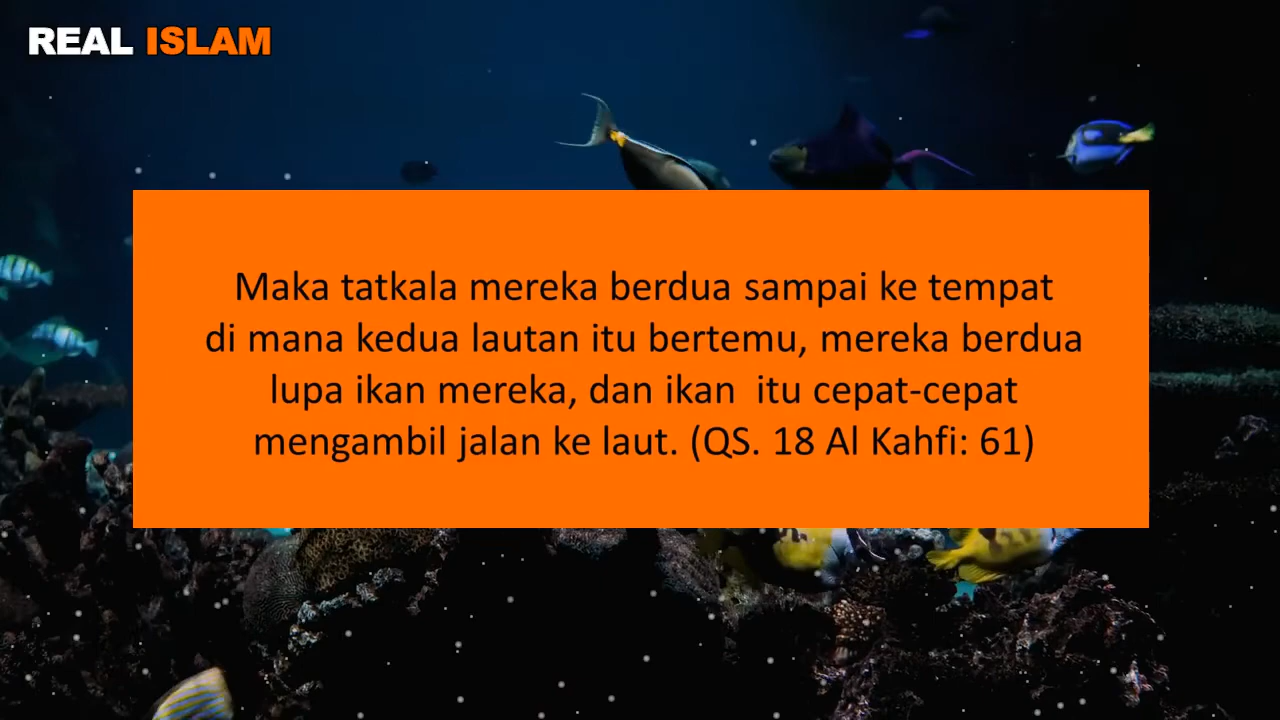 REAL ISLAM
Maka tatkala mereka berdua sampai ke tempat
di mana kedua lautan itu bertemu, mereka berdua
lupa ikan mereka, dan ikan  itu cepat-cepat
mengambil jalan ke laut. (QS. 18 Al Kahfi: 61)